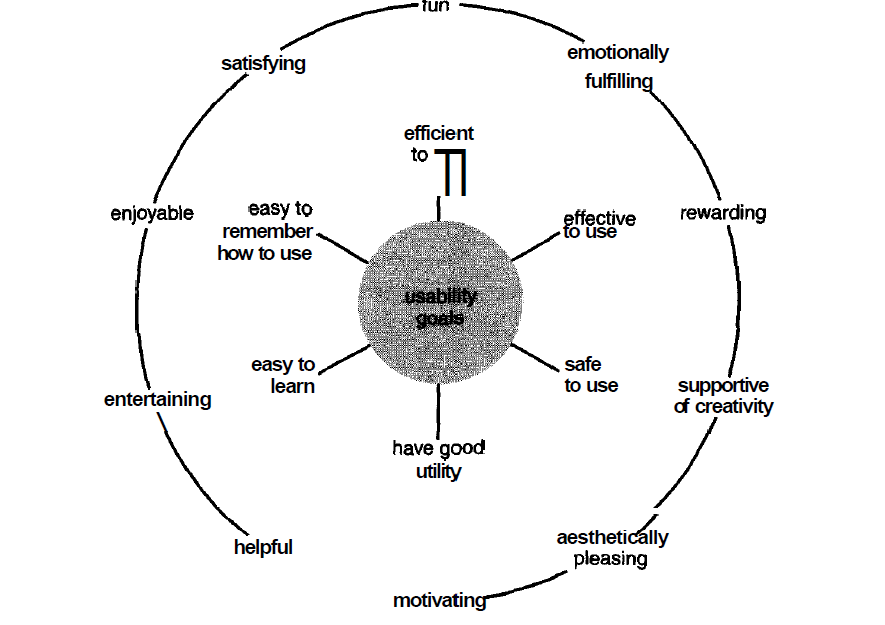 fun
satisfying
emotionally
fulfilling
efficient
to
enjoyable
easy to
remember
how to use
effective
to use
rewarding
usability
goals
easy to
learn
safe
to use
entertaining
supportive
of creativity
have good
utility
helpful
aesthetically
pleasing
motivating